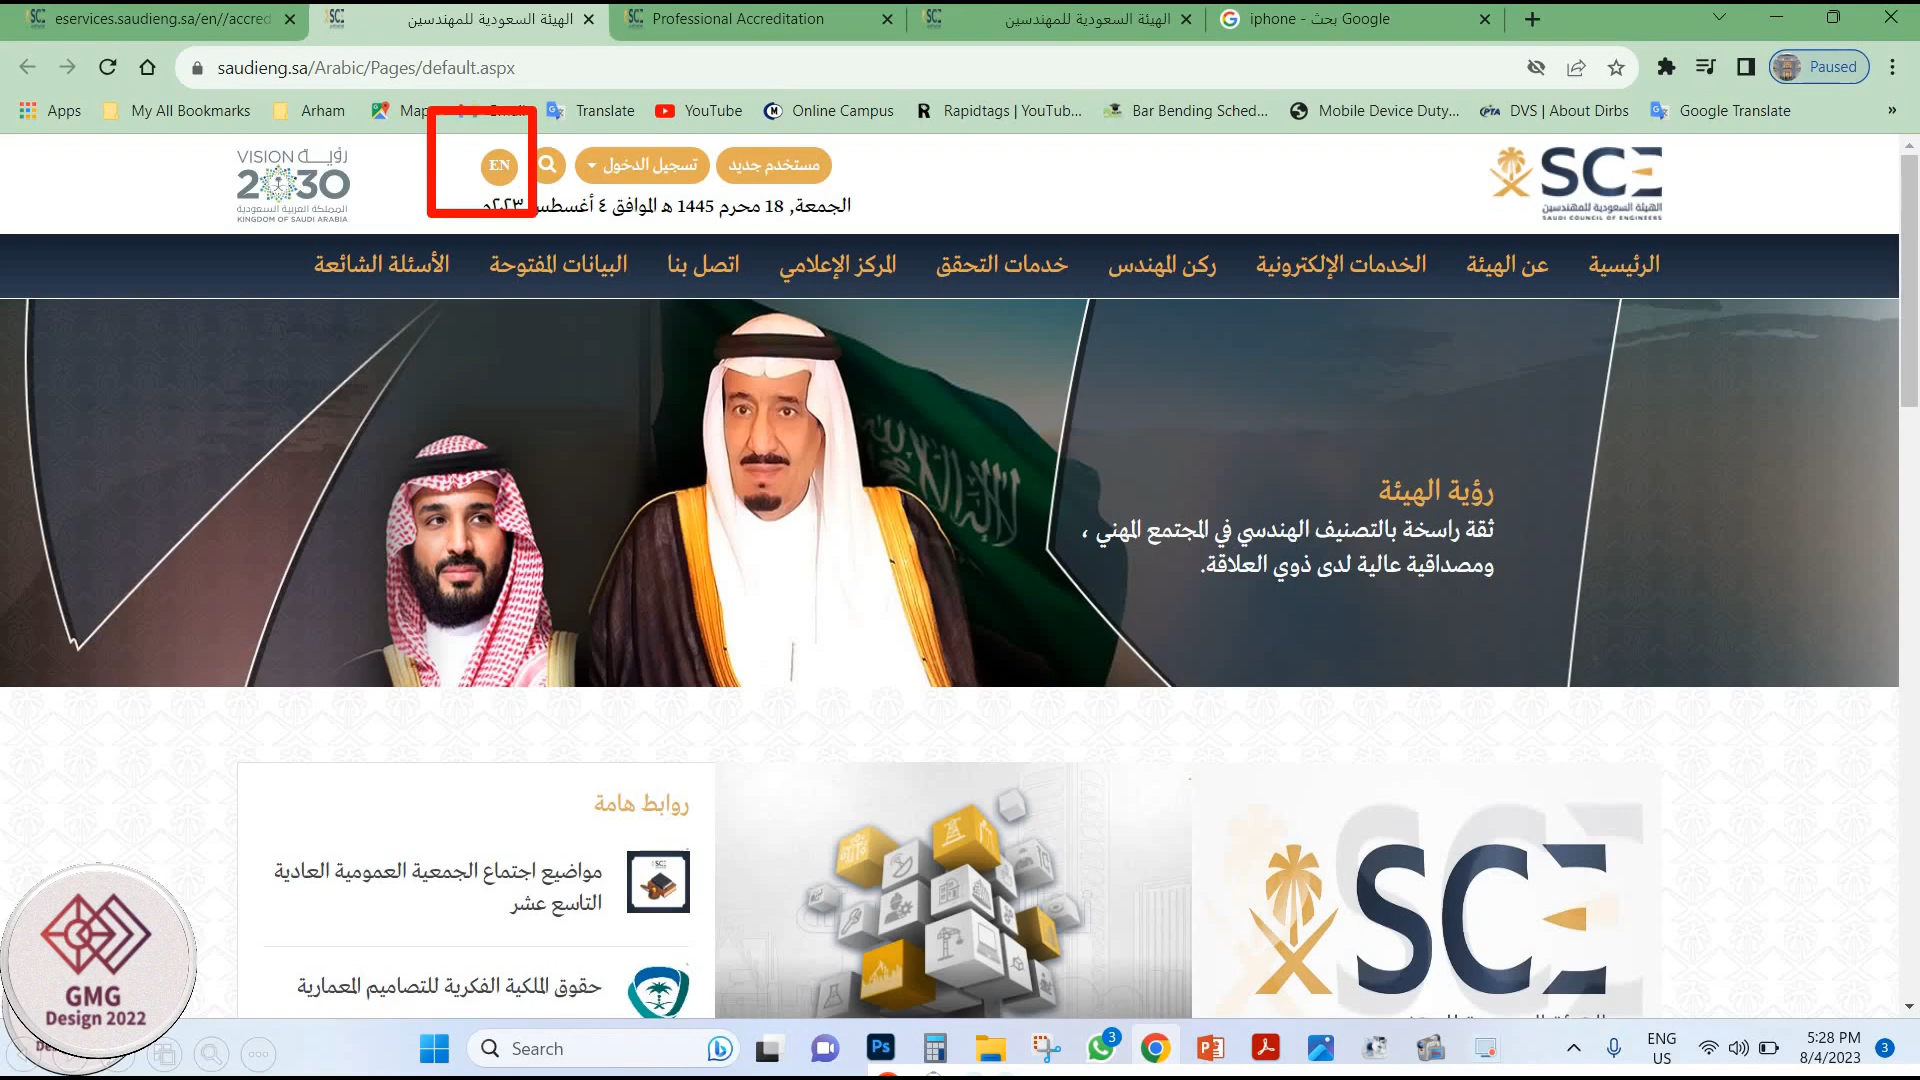 eservices.saudieng.sa/en//accred
الهيئة السعودية للمهندسين
Professional Accreditation
الهيئة السعودية للمهندسين
iphone - بحث Google
saudieng.sa/Arabic/Pages/default.aspx
Paused
Apps
My All Bookmarks
Arham
Translate
YouTube
Online Campus
Rapidtags | YouTub...
Bar Bending Sched...
Mobile Device Duty...
DVS | About Dirbs
Google Translate
»
VISION رؤيـــة
2030
المملكة العربية السعودية
KINGDOM OF SAUDI ARABIA
EN
تسجيل الدخول
مستخدم جديد
الجمعة, 18 محرم 1445 ه الموافق ٤ أغسطس ٢٠٢٣م
SCE
الهيئة السعودية للمهندسين
SAUDI COUNCIL OF ENGINEERS
الرئيسية
عن الهيئة
الخدمات الإلكترونية
ركن المهندس
خدمات التحقق
المركز الإعلامي
اتصل بنا
البيانات المفتوحة
الأسئلة الشائعة
رؤية الهيئة
ثقة راسخة بالتصنيف الهندسي في المجتمع المهني ،
ومصداقية عالية لدى ذوي العلاقة.
روابط هامة
مواضيع اجتماع الجمعية العمومية العادية
التاسع عشر
حقوق الملكية الفكرية للتصاميم المعمارية
SCE
GMG
Design 2022
Search
Ps
3
ENG
US
5:28 PM
8/4/2023
3